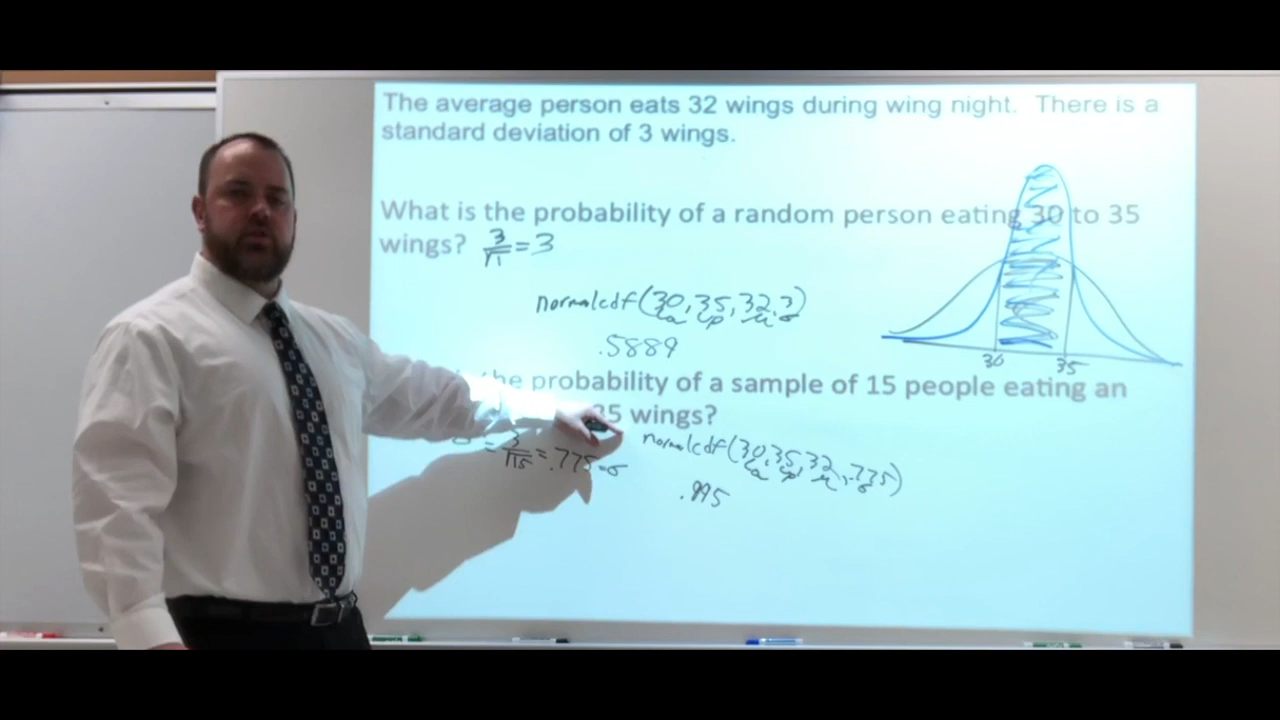 The average person eats 32 wings during wing night. There is a
standard deviation of 3 wings.
What is the probability of a random person eating 30 to 35
wings? 3/√1 = 3
normalcdf(30,35,32,3)
.5889
30 35
the probability of a sample of 15 people eating an
35 wings?
= 3/√15 = .775 = σ
normalcdf(30,35,32,.775)
.995